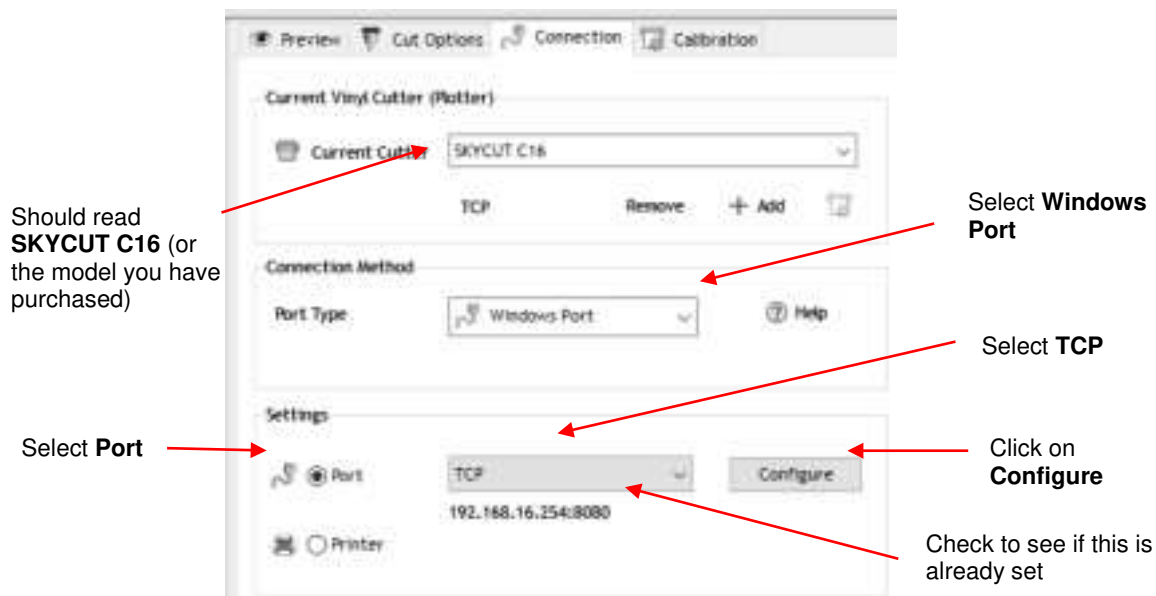 Preview Cut Options Connection Calibration
Current Vinyl Cutter (Plotter)
Current Cutter SKYCUT C16
TCP Remove + Add
Should read
SKYCUT C16 (or
the model you have
purchased)
Select Windows
Port
Connection Method
Port Type Windows Port Help
Select TCP
Settings
Select Port
Port TCP Configure
Click on
Configure
192.168.16.254:8080
Printer
Check to see if this is
already set